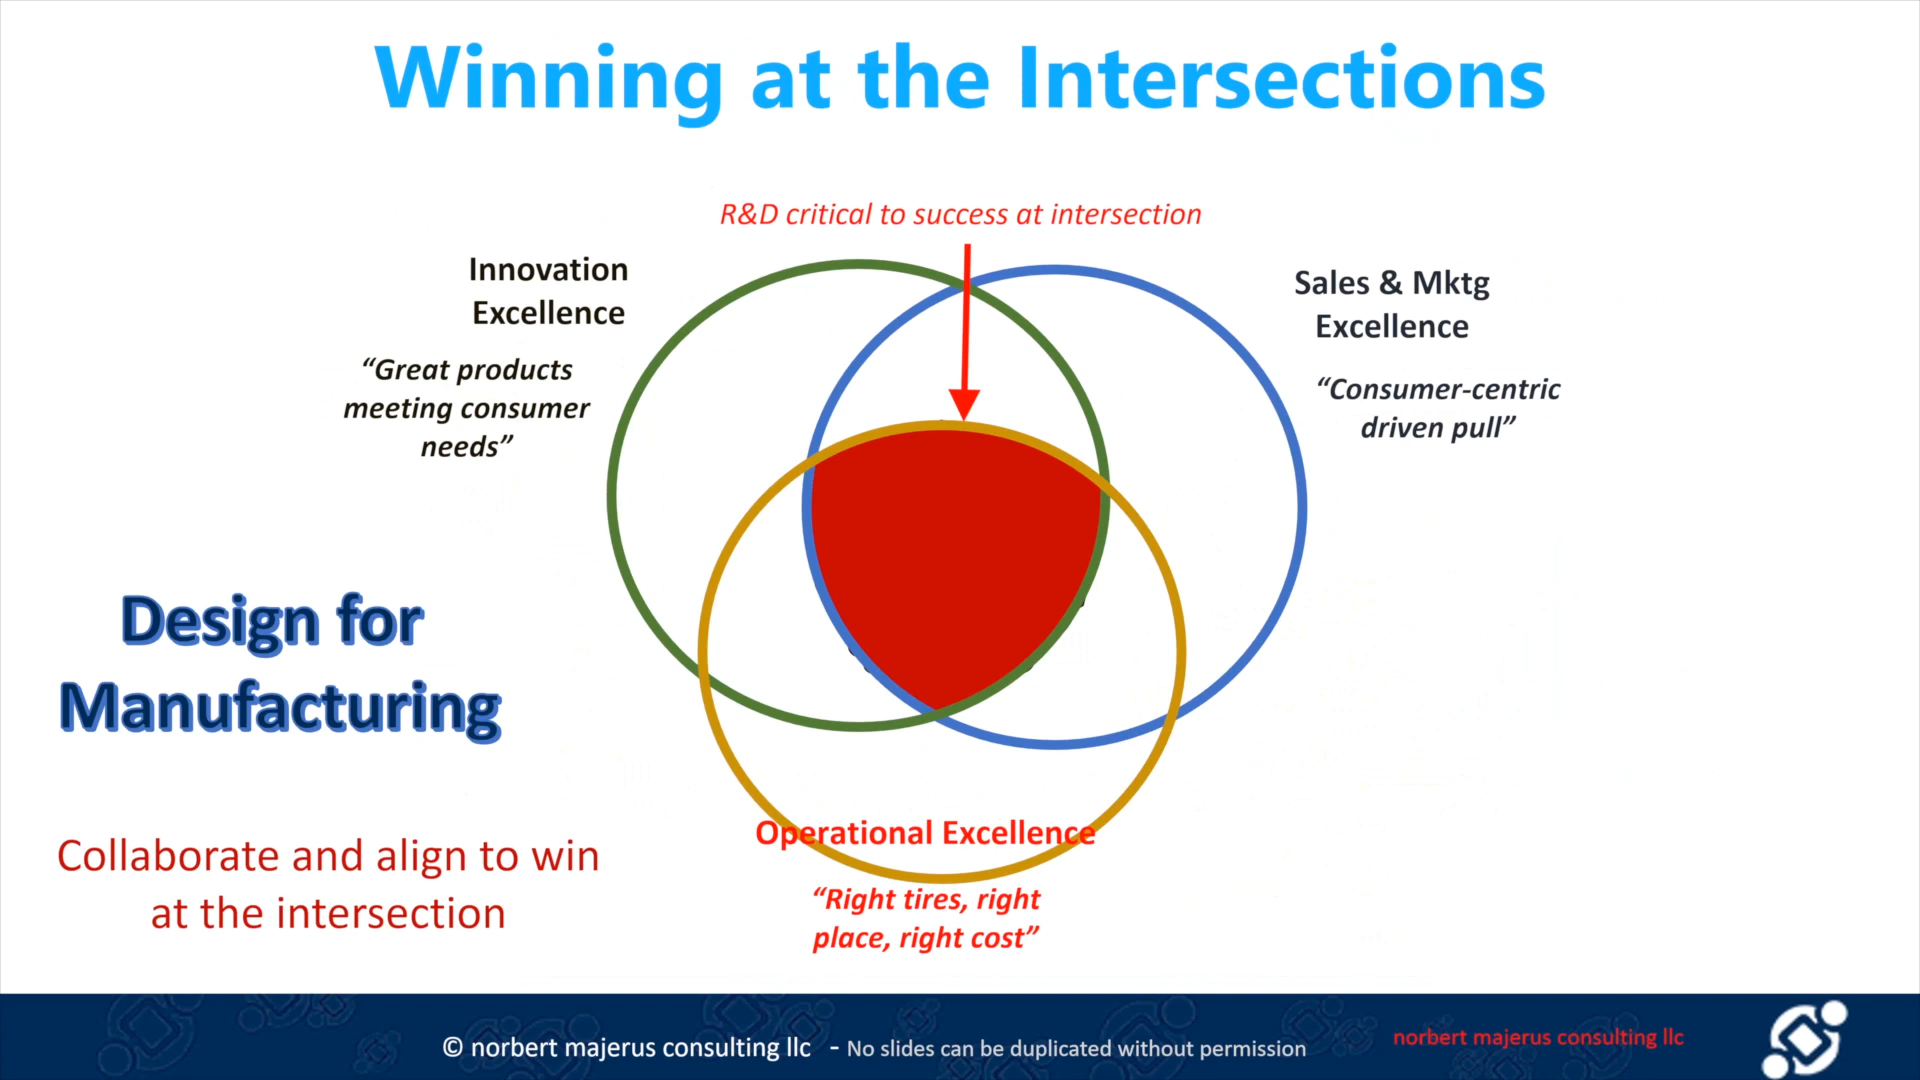 Winning at the Intersections
R&D critical to success at intersection
Innovation
Excellence
“Great products
meeting consumer
needs”
Sales & Mktg
Excellence
“Consumer-centric
driven pull”
Design for
Manufacturing
Collaborate and align to win
at the intersection
Operational Excellence
“Right tires, right
place, right cost”
© norbert majerus consulting llc - No slides can be duplicated without permission
norbert majerus consulting llc